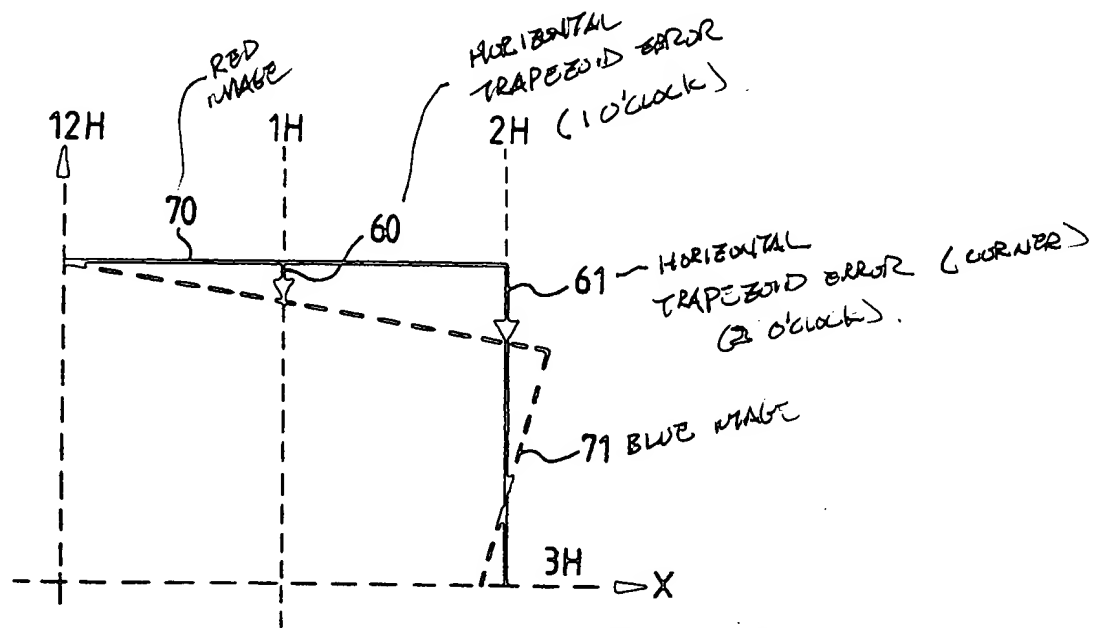 RED
IMAGE
HORIZONTAL
TRAPEZOID ERROR
(1 O'CLOCK).
12H
1H
2H
70
60
61
HORIZONTAL
TRAPEZOID ERROR (CORNER)
(2 O'CLOCK).
71 BLUE IMAGE
3H
X